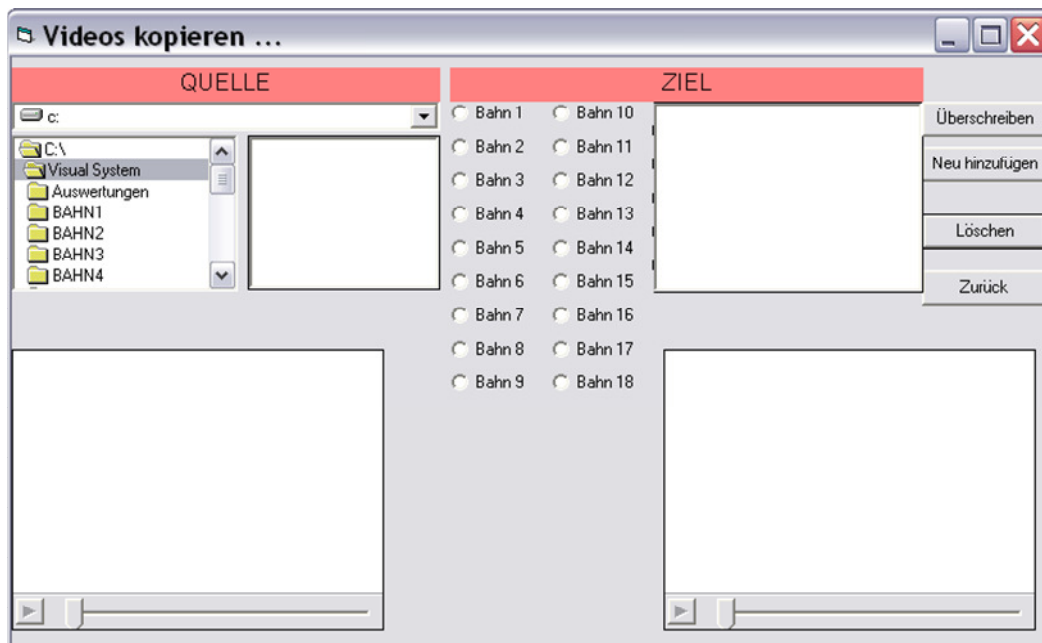 Videos kopieren ...
QUELLE
ZIEL
c:
C:\
Visual System
Auswertungen
BAHN1
BAHN2
BAHN3
BAHN4
Bahn 1
Bahn 2
Bahn 3
Bahn 4
Bahn 5
Bahn 6
Bahn 7
Bahn 8
Bahn 9
Bahn 10
Bahn 11
Bahn 12
Bahn 13
Bahn 14
Bahn 15
Bahn 16
Bahn 17
Bahn 18
Überschreiben
Neu hinzufügen
Löschen
Zurück